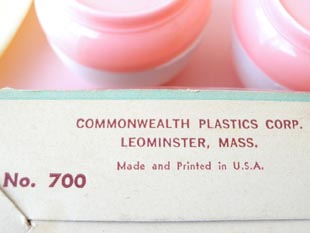 COMMONWEALTH PLASTICS CORP.
LEOMINSTER, MASS.
Made and Printed in U.S.A.
No. 700